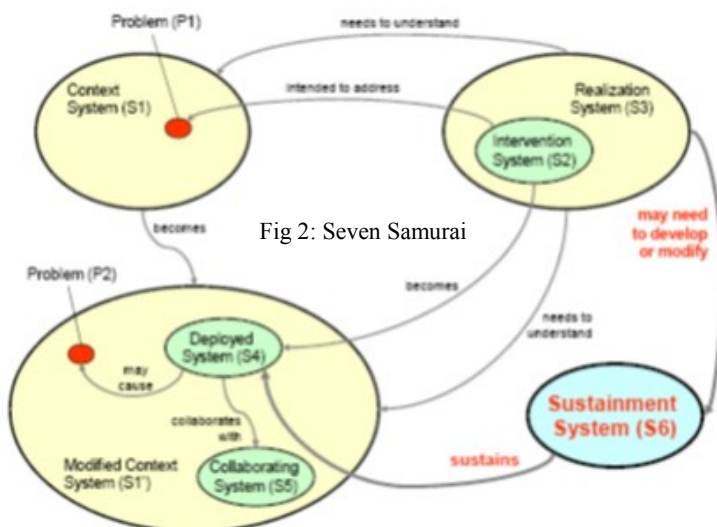 Problem (P1)
needs to understand
Context
System (S1)
intended to address
Realization
System (S3)
Intervention
System (S2)
may need
to develop
or modify
becomes
Fig 2: Seven Samurai
Problem (P2)
becomes
needs to
understand
Deployed
System (S4)
may
cause
collaborates
with
Sustainment
System (S6)
sustains
Modified Context
System (S1')
Collaborating
System (S5)